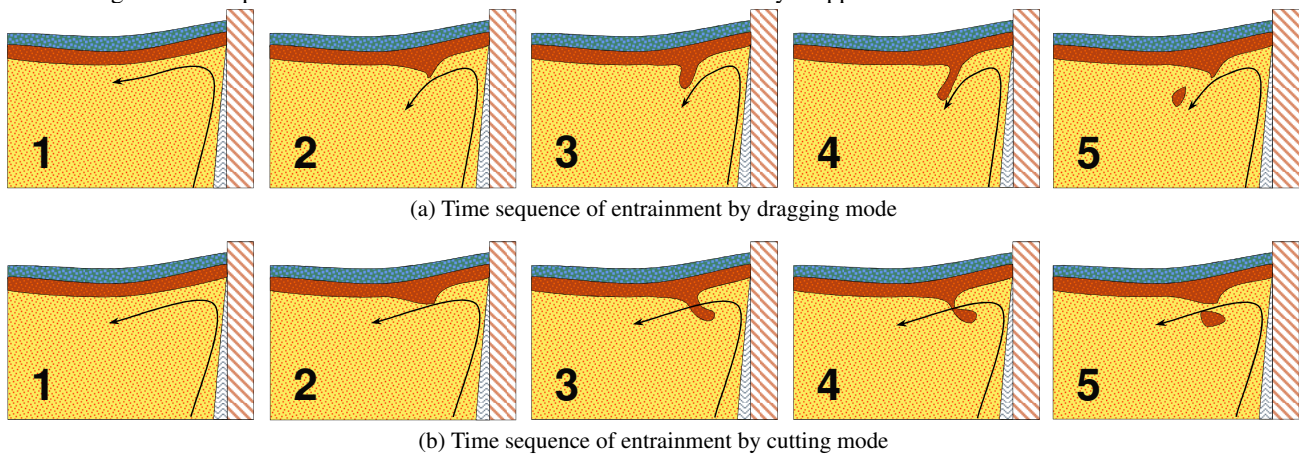 1 2 3 4 5
(a) Time sequence of entrainment by dragging mode
1 2 3 4 5
(b) Time sequence of entrainment by cutting mode